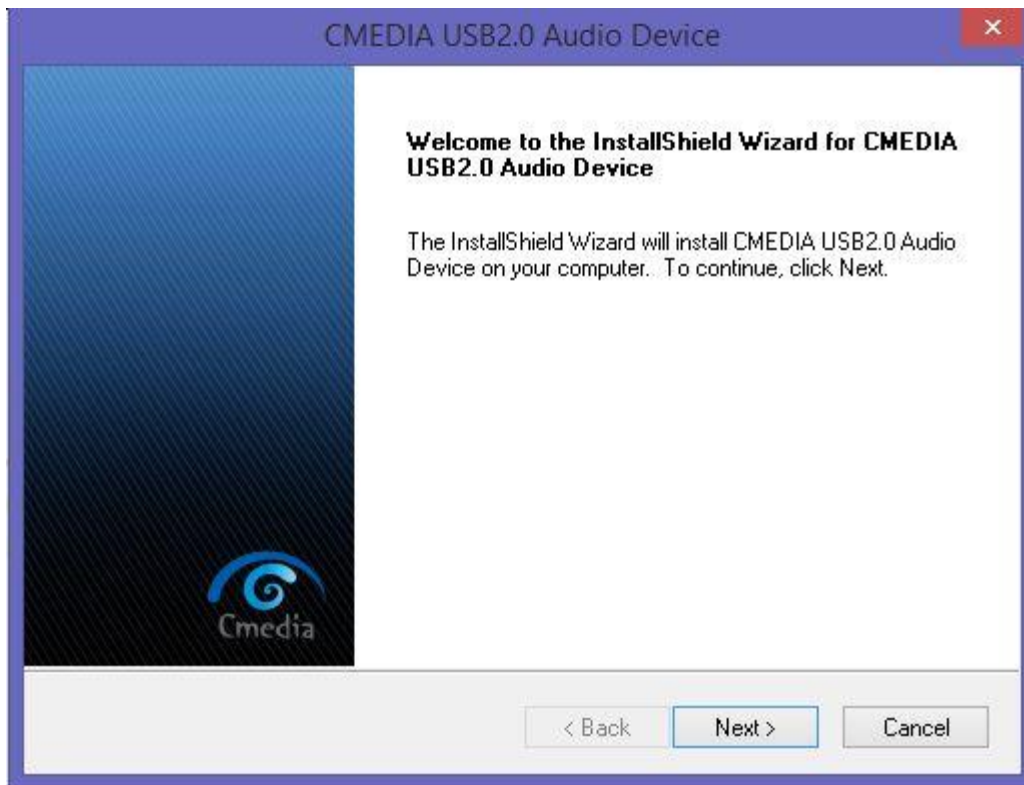 CMEDIA USB2.0 Audio Device
Welcome to the InstallShield Wizard for CMEDIA
USB2.0 Audio Device
The InstallShield Wizard will install CMEDIA USB2.0 Audio
Device on your computer.  To continue, click Next.
Cmedia
< Back
Next >
Cancel